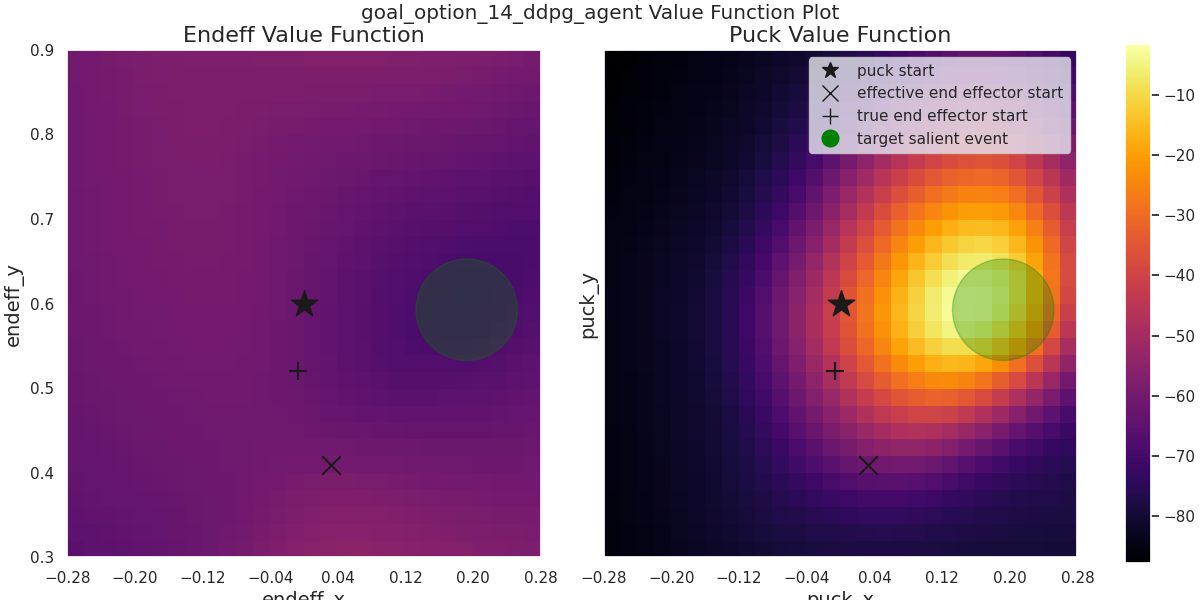 goal_option_14_ddpg_agent Value Function Plot
Endeff Value Function
Puck Value Function
puck start
effective end effector start
true end effector start
target salient event
0.9
0.8
0.7
0.6
0.5
0.4
0.3
endeff_y
−0.28 −0.20 −0.12 −0.04 0.04 0.12 0.20 0.28
endeff_x
puck_y
−0.28 −0.20 −0.12 −0.04 0.04 0.12 0.20 0.28
puck_x
−10
−20
−30
−40
−50
−60
−70
−80